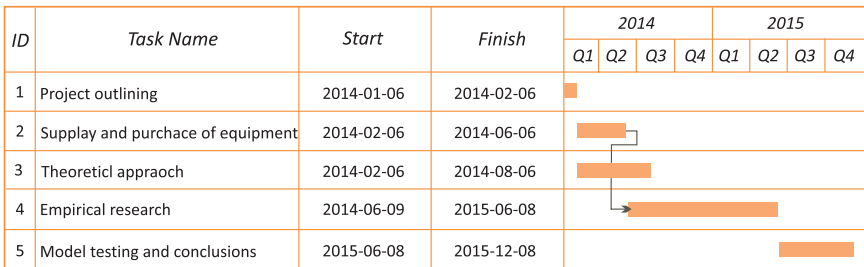 ID Task Name Start Finish 2014 2015
Q1 Q2 Q3 Q4 Q1 Q2 Q3 Q4
1 Project outlining 2014-01-06 2014-02-06
2 Supplay and purchace of equipment 2014-02-06 2014-06-06
3 Theoreticl appraoch 2014-02-06 2014-08-06
4 Empirical research 2014-06-09 2015-06-08
5 Model testing and conclusions 2015-06-08 2015-12-08